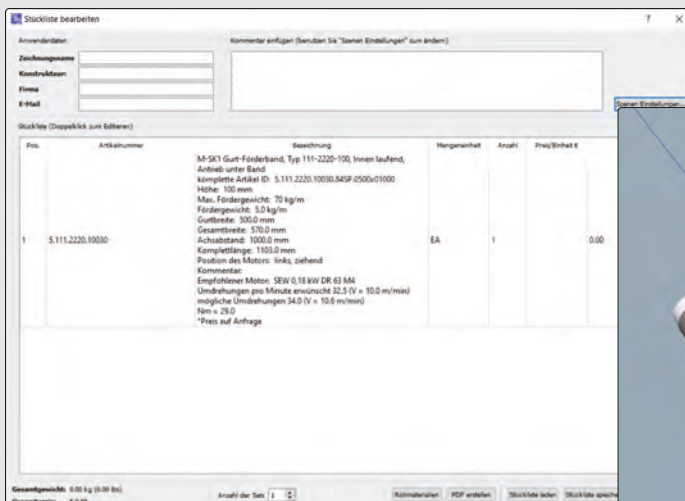 Stückliste bearbeiten
? X
Anwenderdaten
Kommentar einfügen (benutzen Sie "Szenen Einstellungen" zum ändern)
Zeichnungsname
Konstrukteur:
Firma
E-Mail
Szenen Einstellungen...
Stückliste (Doppelklick zum Editieren)
Pos. Artikelnummer Bezeichnung Mengeneinheit Anzahl Preis/Einheit €
M-SK1 Gurt-Förderband, Typ 111-2220-100, Innen laufend,
Antrieb unter Band
komplette Artikel ID: 5.111.2220.10030.84SP.0500x01000
Höhe: 100 mm
Max. Fördergewicht: 70 kg/m
Fördergewicht: 5.0 kg/m
Gurtbreite: 500.0 mm
Gesamtbreite: 570.0 mm
1 5.111.2220.10030 Achsabstand: 1000.0 mm EA 1 0.00
Komplettlänge: 1103.0 mm
Position des Motors: links, ziehend
Kommentar:
Empfohlener Motor: SEW 0,18 kW DR 63 M4
Umdrehungen pro Minute erwünscht 32.5 (V = 10.0 m/min)
mögliche Umdrehungen 34.0 (V = 10.6 m/min)
Nm = 29.0
*Preis auf Anfrage
Gesamtgewicht: 0.00 kg (0.00 lbs)
Anzahl der Sets 1 Rohmaterialien PDF erstellen Stückliste laden Stückliste